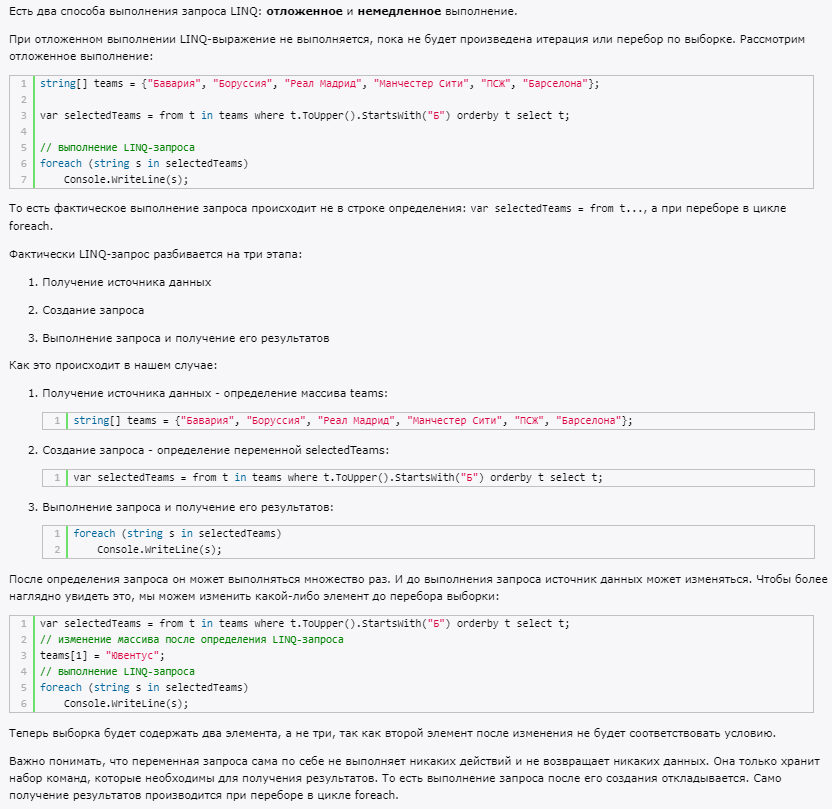 Есть два способа выполнения запроса LINQ: отложенное и немедленное выполнение.
При отложенном выполнении LINQ-выражение не выполняется, пока не будет произведена итерация или перебор по выборке. Рассмотрим
отложенное выполнение:
1 string[] teams = {"Бавария", "Боруссия", "Реал Мадрид", "Манчестер Сити", "ПСЖ", "Барселона"};
2
3 var selectedTeams = from t in teams where t.ToUpper().StartsWith("Б") orderby t select t;
4
5 // выполнение LINQ-запроса
6 foreach (string s in selectedTeams)
7 Console.WriteLine(s);
То есть фактическое выполнение запроса происходит не в строке определения: var selectedTeams = from t..., а при переборе в цикле
foreach.
Фактически LINQ-запрос разбивается на три этапа:
1. Получение источника данных
2. Создание запроса
3. Выполнение запроса и получение его результатов
Как это происходит в нашем случае:
1. Получение источника данных - определение массива teams:
1 string[] teams = {"Бавария", "Боруссия", "Реал Мадрид", "Манчестер Сити", "ПСЖ", "Барселона"};
2. Создание запроса - определение переменной selectedTeams:
1 var selectedTeams = from t in teams where t.ToUpper().StartsWith("Б") orderby t select t;
3. Выполнение запроса и получение его результатов:
1 foreach (string s in selectedTeams)
2 Console.WriteLine(s);
После определения запроса он может выполняться множество раз. И до выполнения запроса источник данных может изменяться. Чтобы более
наглядно увидеть это, мы можем изменить какой-либо элемент до перебора выборки:
1 var selectedTeams = from t in teams where t.ToUpper().StartsWith("Б") orderby t select t;
2 // изменение массива после определения LINQ-запроса
3 teams[1] = "Ювентус";
4 // выполнение LINQ-запроса
5 foreach (string s in selectedTeams)
6 Console.WriteLine(s);
Теперь выборка будет содержать два элемента, а не три, так как второй элемент после изменения не будет соответствовать условию.
Важно понимать, что переменная запроса сама по себе не выполняет никаких действий и не возвращает никаких данных. Она только хранит
набор команд, которые необходимы для получения результатов. То есть выполнение запроса после его создания откладывается. Само
получение результатов производится при переборе в цикле foreach.